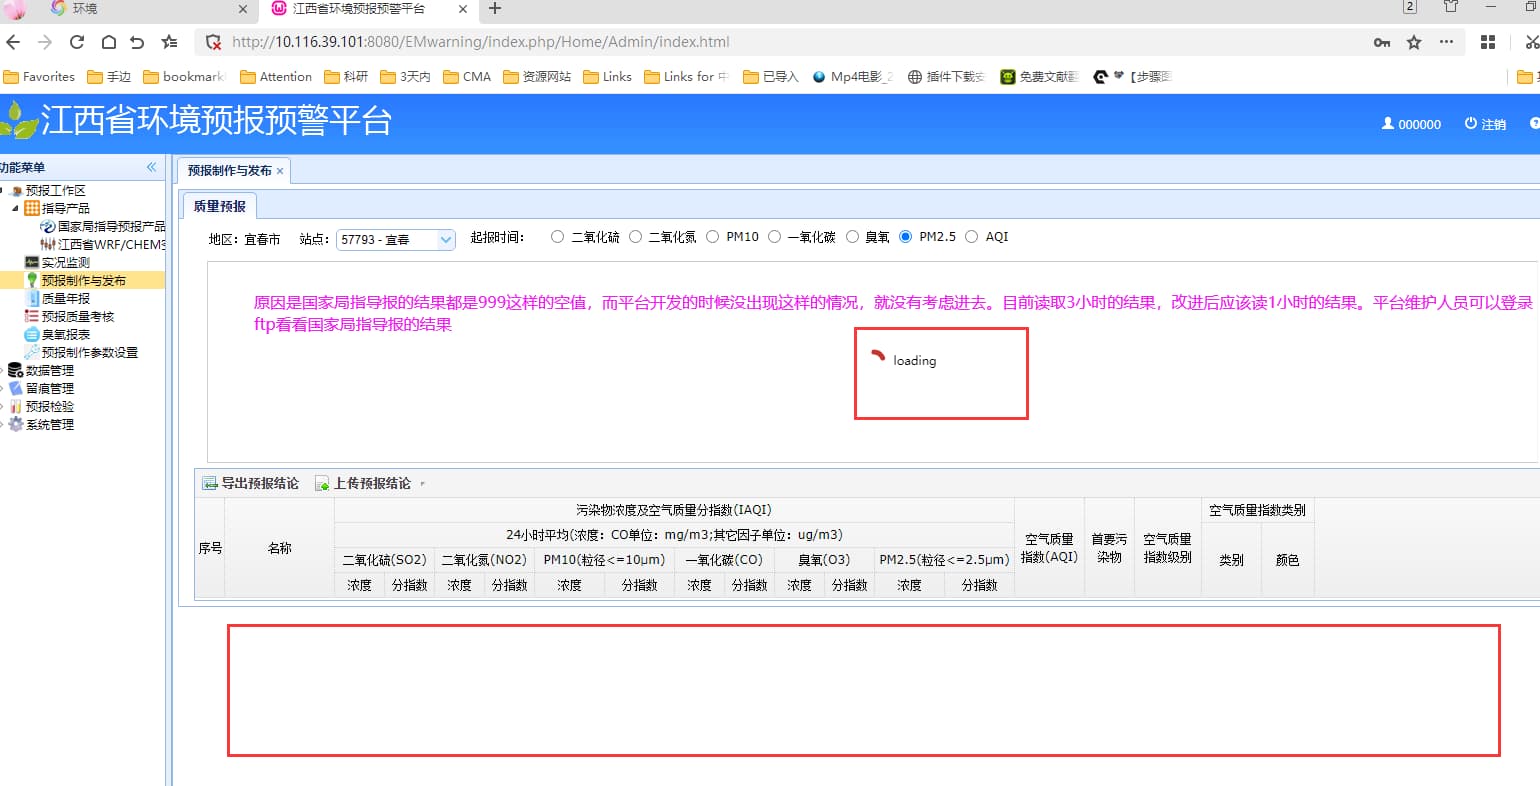 环境
江西省环境预报预警平台
2
http://10.116.39.101:8080/EMwarning/index.php/Home/Admin/index.html
Favorites 手边 bookmark Attention 科研 3天内 CMA 资源网站 Links Links for 已导入 Mp4电影_ 插件下载 免费文献 【步骤
江西省环境预报预警平台
000000 注销
功能菜单
预报工作区
指导产品
国家局指导预报产品
江西省WRF/CHEM
实况监测
预报制作与发布
质量年报
预报质量考核
臭氧报表
预报制作参数设置
数据管理
留痕管理
预报检验
系统管理
预报制作与发布
质量预报
地区：宜春市 站点： 57793 - 宜春 起报时间： 二氧化硫 二氧化氮 PM10 一氧化碳 臭氧 PM2.5 AQI
原因是国家局指导报的结果都是999这样的空值，而平台开发的时候没出现这样的情况，就没有考虑进去。目前读取3小时的结果，改进后应该读1小时的结果。平台维护人员可以登录
ftp看看国家局指导报的结果
loading
导出预报结论 上传预报结论
序号
名称
污染物浓度及空气质量分指数(IAQI)
24小时平均(浓度：CO单位：mg/m3;其它因子单位：ug/m3)
二氧化硫(SO2) 二氧化氮(NO2) PM10(粒径<=10μm) 一氧化碳(CO) 臭氧(O3) PM2.5(粒径<=2.5μm)
浓度 分指数 浓度 分指数 浓度 分指数 浓度 分指数 浓度 分指数 浓度 分指数
空气质量
指数(AQI)
首要污
染物
空气质量
指数级别
空气质量指数类别
类别
颜色